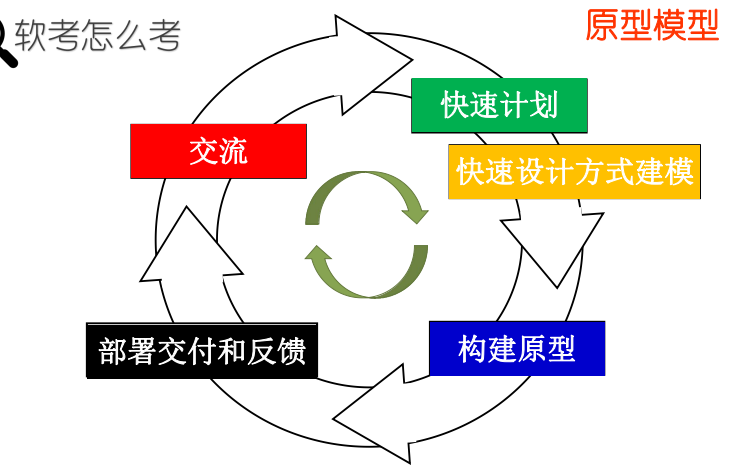 软考怎么考
原型模型
快速计划
交流
快速设计方式建模
部署交付和反馈
构建原型